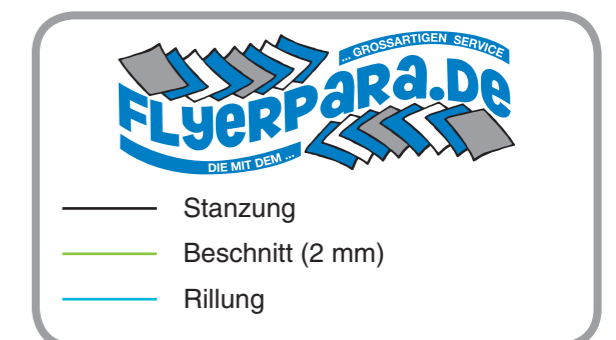 ... GROSSARTIGEN SERVICE
FLYERPARA.DE
DIE MIT DEM ...
Stanzung
Beschnitt (2 mm)
Rillung